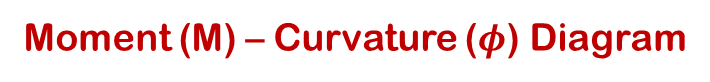 Moment (M) – Curvature (ϕ) Diagram